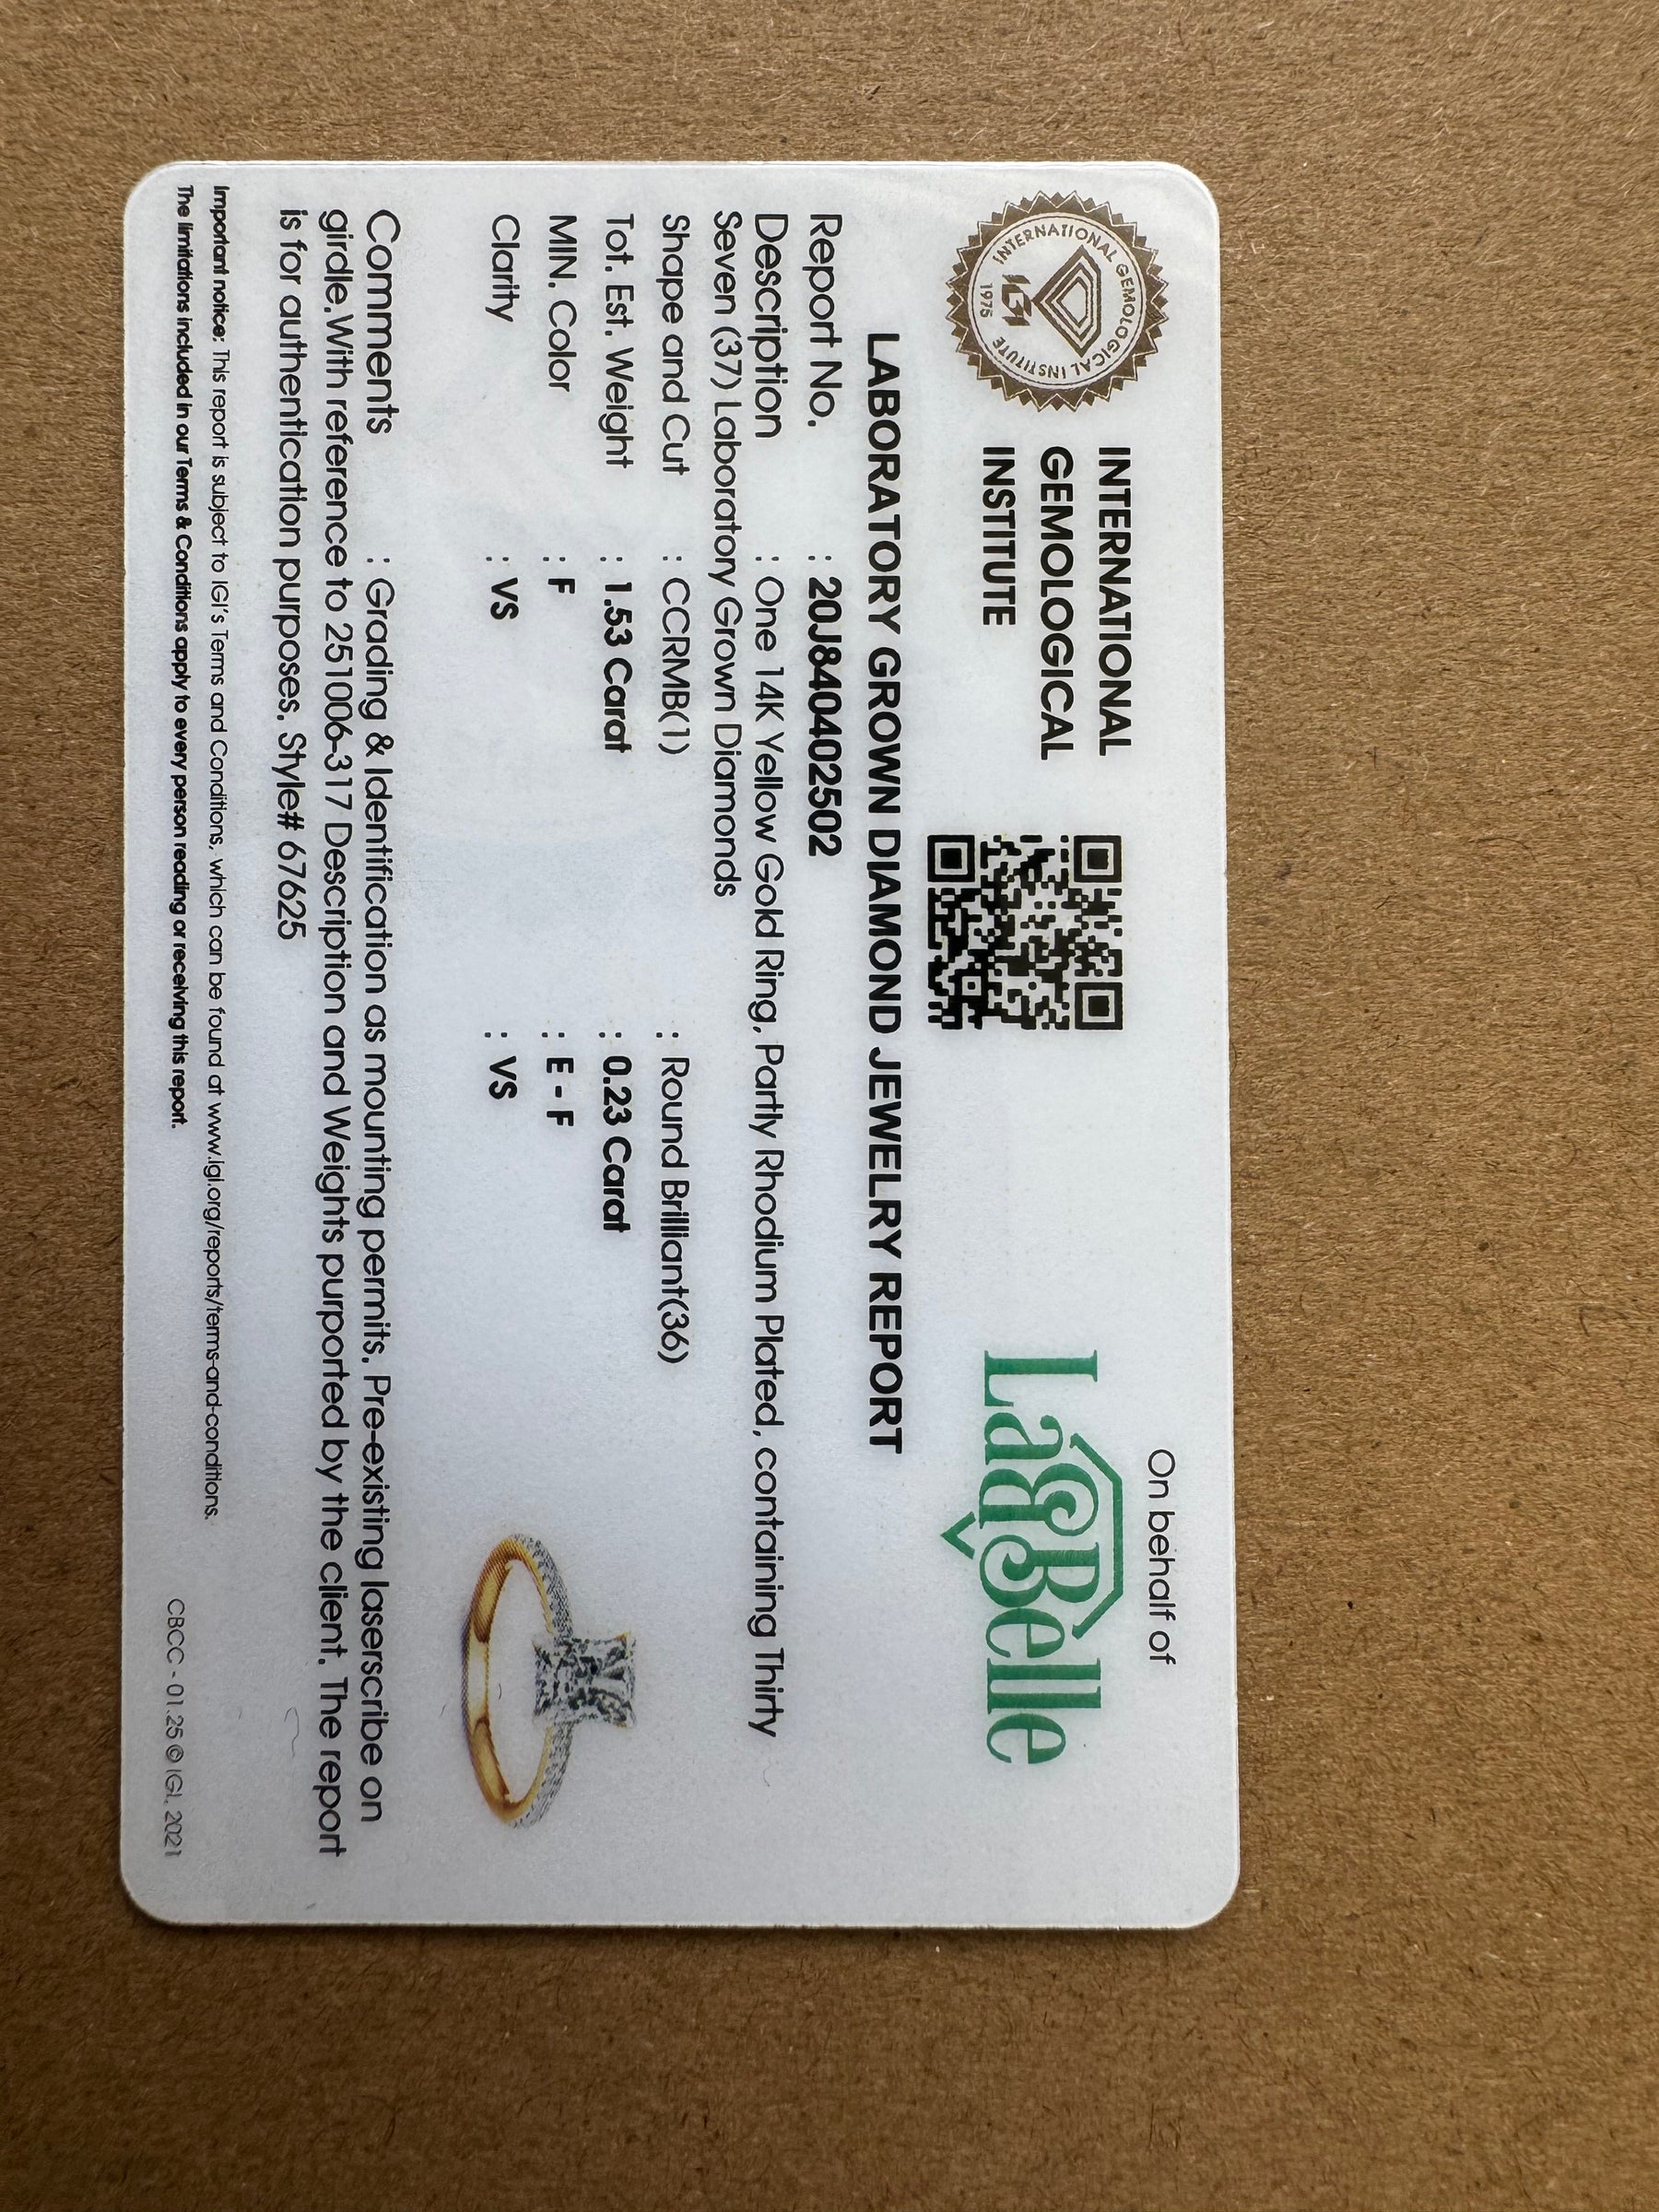 INTERNATIONAL GEMOLOGICAL INSTITUTE
IGI
1975
INTERNATIONAL
GEMOLOGICAL
INSTITUTE
On behalf of
LaBelle
LABORATORY GROWN DIAMOND JEWELRY REPORT
Report No. : 20J840402502
Description : One 14K Yellow Gold Ring, Partly Rhodium Plated, containing Thirty
Seven (37) Laboratory Grown Diamonds
Shape and Cut : CCRMB(1) : Round Brilliant(36)
Tot. Est. Weight : 1.53 Carat : 0.23 Carat
MIN. Color : F : E - F
Clarity : VS : VS
Comments : Grading & Identification as mounting permits. Pre-existing laserscribe on
girdle.With reference to 251006-317 Description and Weights purported by the client. The report
is for authentication purposes. Style# 67625
Important notice: This report is subject to IGI's Terms and Conditions, which can be found at www.igi.org/reports/terms-and-conditions.
The limitations included in our Terms & Conditions apply to every person reading or receiving this report.
CBCC - 01.25 © IGI, 2021